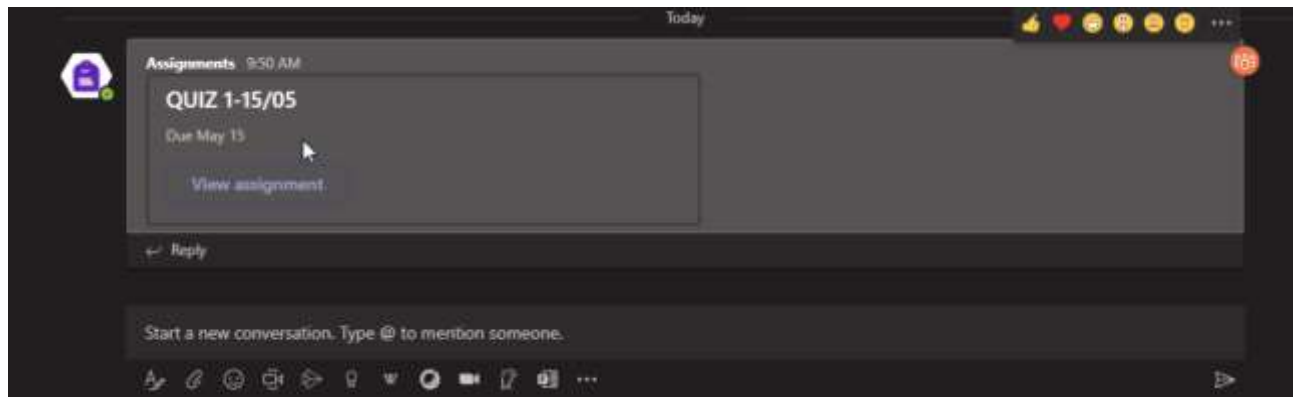 Today
Assignments 9:50 AM
QUIZ 1-15/05
Due May 15
View assignment
Reply
Start a new conversation. Type @ to mention someone.